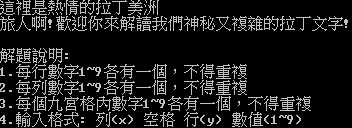 這裡是熱情的拉丁美洲
旅人啊!歡迎你來解讀我們神秘又複雜的拉丁文字!
解題說明:
1.每行數字1~9各有一個，不得重複
2.每列數字1~9各有一個，不得重複
3.每個九宮格內數字1~9各有一個，不得重複
4.輸入格式: 列(x) 空格 行(y) 數值(1~9)